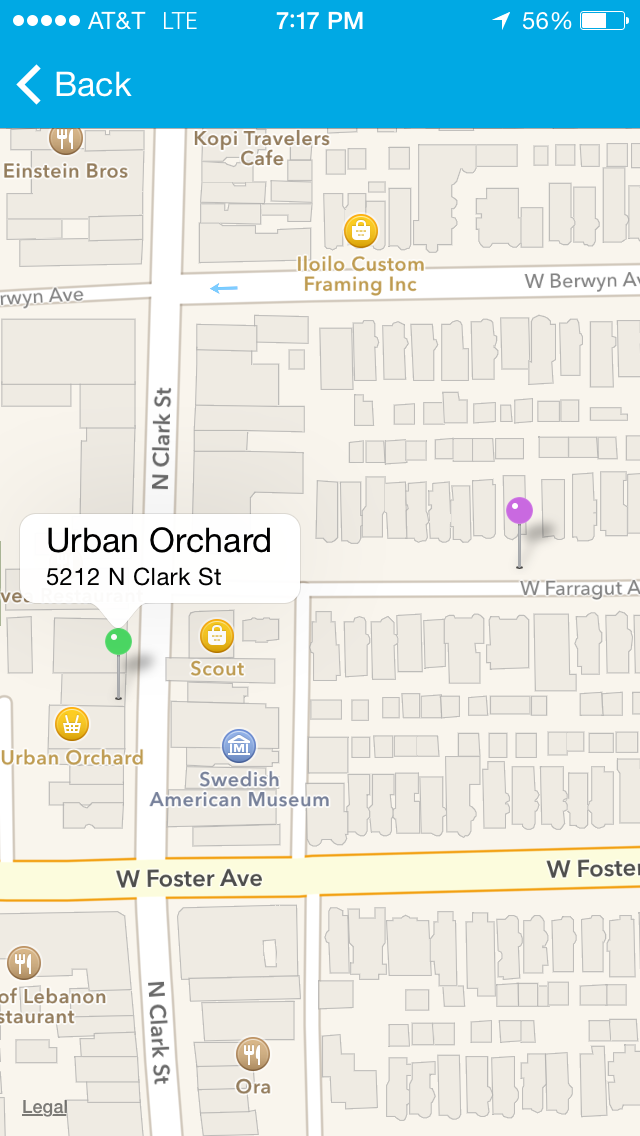 AT&T LTE 7:17 PM 56%
Back
Kopi Travelers
Cafe
Einstein Bros
Iloilo Custom
Framing Inc
W Berwyn Av
rwyn Ave
N Clark St
Urban Orchard
5212 N Clark St
W Farragut A
Scout
Urban Orchard
Swedish
American Museum
W Foster Ave
W Foster
of Lebanon
staurant
N Clark St
Ora
Legal